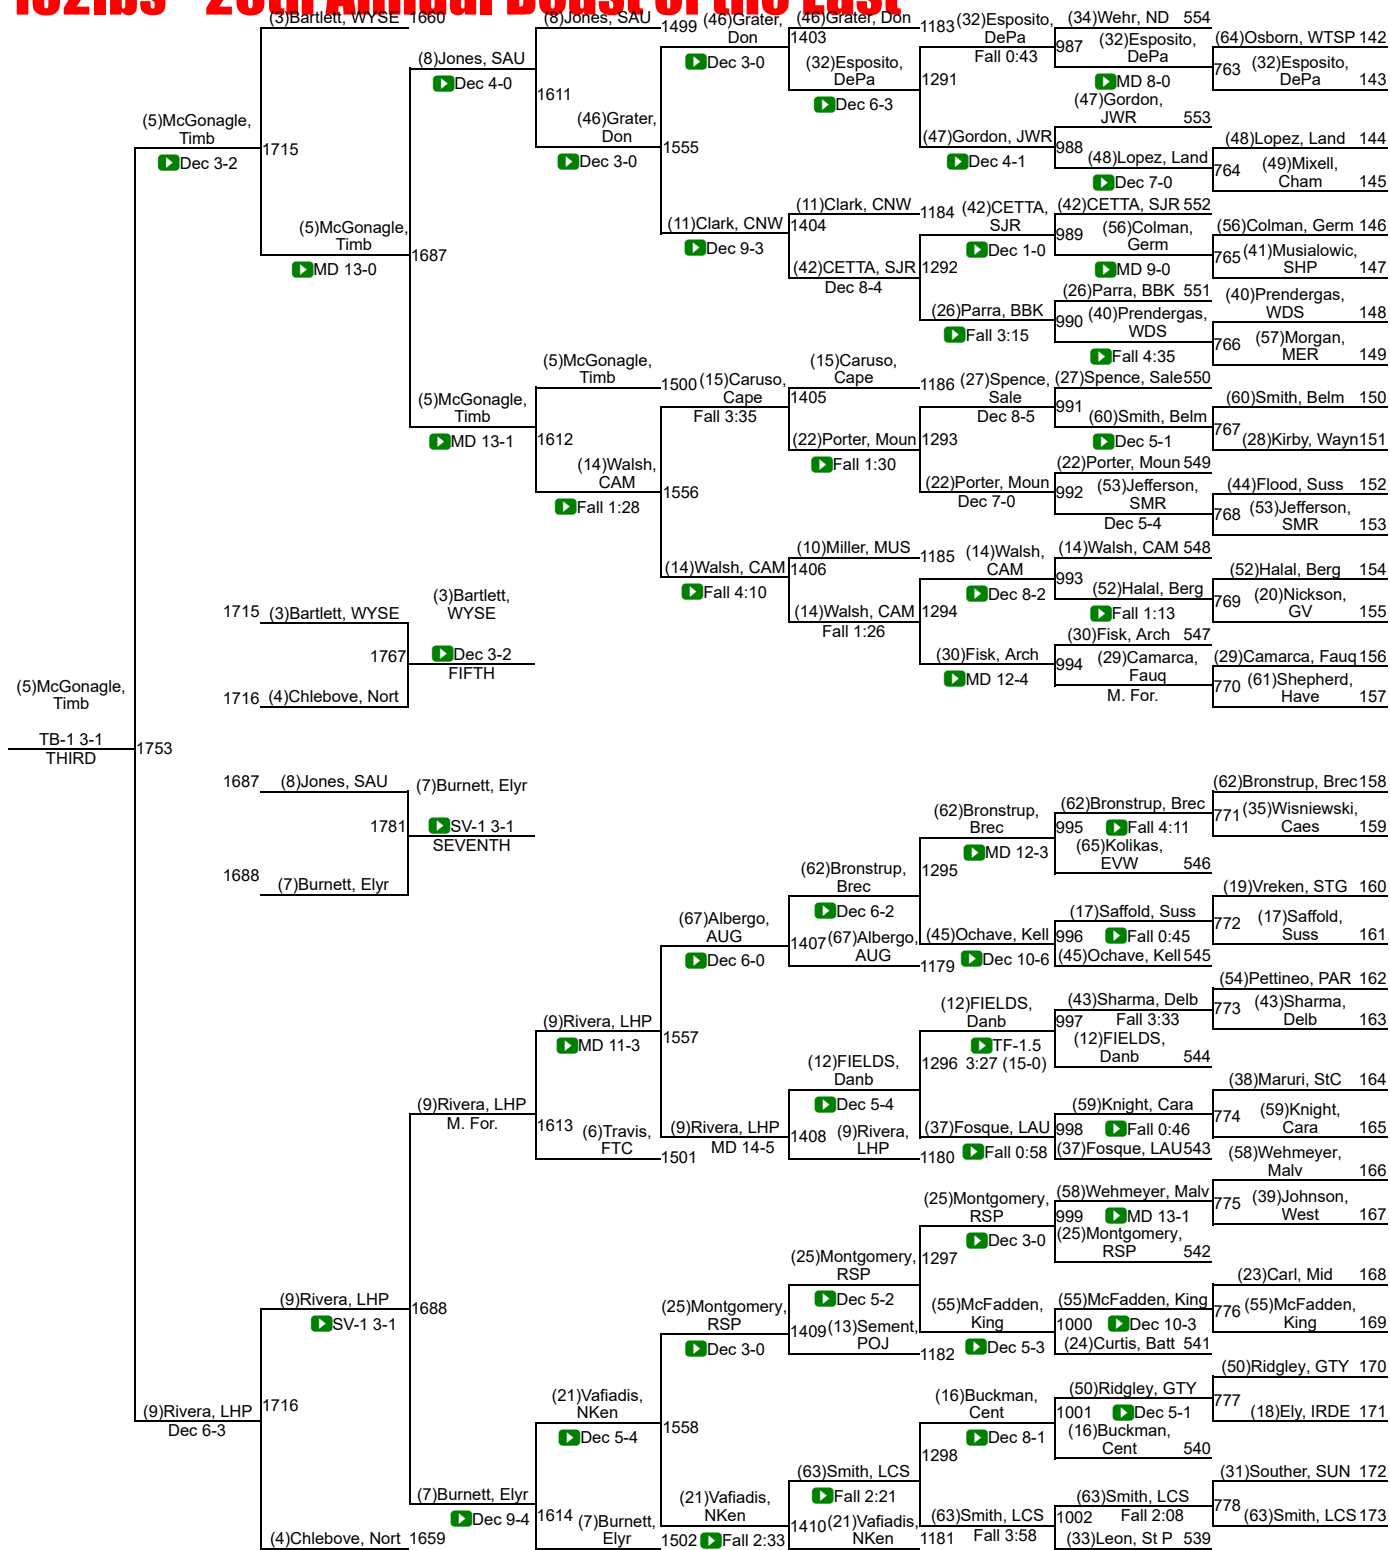 182lbs - 28th Annual Beast of the East
(3)Bartlett, WYSE 1660
(8)Jones, SAU
1499
(46)Grater,
Don
(46)Grater, Don
1183
(32)Esposito,
DePa
(34)Wehr, ND 554
(8)Jones, SAU
Dec 4-0
1611
(46)Grater,
Don
Dec 3-0
Dec 3-0
1403
(32)Esposito,
DePa
Dec 6-3
1291
Fall 0:43
987
(32)Esposito,
DePa
MD 8-0
(64)Osborn, WTSP 142
763
(32)Esposito,
DePa
143
(47)Gordon,
JWR
553
(47)Gordon, JWR
Dec 4-1
988
(48)Lopez, Land
Dec 7-0
(48)Lopez, Land 144
764
(49)Mixell,
Cham
145
(5)McGonagle,
Timb
Dec 3-2
1715
1555
(11)Clark, CNW
Dec 9-3
(11)Clark, CNW
1184
1404
(42)CETTA, SJR
Dec 8-4
(42)CETTA,
SJR
Dec 1-0
1292
(42)CETTA, SJR 552
989
(56)Colman,
Germ
MD 9-0
(56)Colman, Germ 146
765
(41)Musialowic,
SHP
147
(26)Parra, BBK
Fall 3:15
(26)Parra, BBK 551
990
(40)Prendergas,
WDS
Fall 4:35
(40)Prendergas,
WDS
148
766
(57)Morgan,
MER
149
(5)McGonagle,
Timb
MD 13-0
1687
(5)McGonagle,
Timb
MD 13-1
(5)McGonagle,
Timb
1500
1612
(14)Walsh,
CAM
Fall 1:28
(15)Caruso,
Cape
Fall 3:35
1556
(15)Caruso,
Cape
1186
1405
(22)Porter, Moun
Fall 1:30
(27)Spence,
Sale
Dec 8-5
1293
(27)Spence, Sale550
991
(60)Smith, Belm
Dec 5-1
(60)Smith, Belm 150
767
(28)Kirby, Wayn151
(22)Porter, Moun
Dec 7-0
(22)Porter, Moun 549
992
(53)Jefferson,
SMR
Dec 5-4
(44)Flood, Suss 152
768
(53)Jefferson,
SMR
153
(14)Walsh, CAM
Fall 4:10
(10)Miller, MUS
1185
1406
(14)Walsh, CAM
Fall 1:26
(14)Walsh,
CAM
Dec 8-2
1294
(14)Walsh, CAM 548
993
(52)Halal, Berg
Fall 1:13
(52)Halal, Berg 154
769
(20)Nickson,
GV
155
(30)Fisk, Arch
MD 12-4
(30)Fisk, Arch 547
994
(29)Camarca,
Fauq
M. For.
(29)Camarca, Fauq156
770
(61)Shepherd,
Have
157
1715
(3)Bartlett, WYSE
1767
1716
(4)Chlebove, Nort
(3)Bartlett,
WYSE
Dec 3-2
FIFTH
(5)McGonagle,
Timb
TB-1 3-1
THIRD
1753
1687
(8)Jones, SAU
1781
1688
(7)Burnett, Elyr
(7)Burnett, Elyr
SV-1 3-1
SEVENTH
(62)Bronstrup,
Brec
MD 12-3
(62)Bronstrup, Brec
995
Fall 4:11
(65)Kolikas,
EVW
546
(62)Bronstrup, Brec158
771
(35)Wisniewski,
Caes
159
(67)Albergo,
AUG
Dec 6-0
(62)Bronstrup,
Brec
Dec 6-2
1407
(67)Albergo,
AUG
1179
1295
(45)Ochave, Kell
Dec 10-6
(17)Saffold, Suss
996
Fall 0:45
(45)Ochave, Kell545
(19)Vreken, STG 160
772
(17)Saffold,
Suss
161
(9)Rivera, LHP
MD 11-3
1557
(12)FIELDS,
Danb
TF-1.5
3:27 (15-0)
1296
(43)Sharma, Delb
997
Fall 3:33
(12)FIELDS,
Danb
544
(54)Pettineo, PAR 162
773
(43)Sharma,
Delb
163
(9)Rivera, LHP
M. For.
1613
(6)Travis,
FTC
1501
(9)Rivera, LHP
MD 14-5
(12)FIELDS,
Danb
Dec 5-4
1408
(9)Rivera,
LHP
1180
(37)Fosque, LAU
Fall 0:58
(59)Knight, Cara
998
Fall 0:46
(37)Fosque, LAU543
(38)Maruri, StC 164
774
(59)Knight,
Cara
165
(9)Rivera, LHP
SV-1 3-1
1688
(25)Montgomery,
RSP
Dec 3-0
(25)Montgomery,
RSP
Dec 5-2
1409
(13)Sement,
POJ
1182
(25)Montgomery,
RSP
Dec 3-0
1297
(58)Wehmeyer, Malv
999
MD 13-1
(25)Montgomery,
RSP
542
(58)Wehmeyer,
Malv
166
775
(39)Johnson,
West
167
(55)McFadden,
King
Dec 5-3
(55)McFadden, King
1000
Dec 10-3
(24)Curtis, Batt 541
(23)Carl, Mid 168
776
(55)McFadden,
King
169
(9)Rivera, LHP
Dec 6-3
1716
(21)Vafiadis,
NKen
Dec 5-4
1558
(16)Buckman,
Cent
Dec 8-1
1298
(50)Ridgley, GTY
1001
Dec 5-1
(16)Buckman,
Cent
540
(50)Ridgley, GTY 170
777
(18)Ely, IRDE 171
(4)Chlebove, Nort 1659
(7)Burnett, Elyr
Dec 9-4
1614
(7)Burnett,
Elyr
1502
(21)Vafiadis,
NKen
Fall 2:33
(63)Smith, LCS
Fall 2:21
1410
(21)Vafiadis,
NKen
1181
(63)Smith, LCS
Fall 3:58
(63)Smith, LCS
1002
Fall 2:08
(33)Leon, St P 539
(31)Souther, SUN 172
778
(63)Smith, LCS173